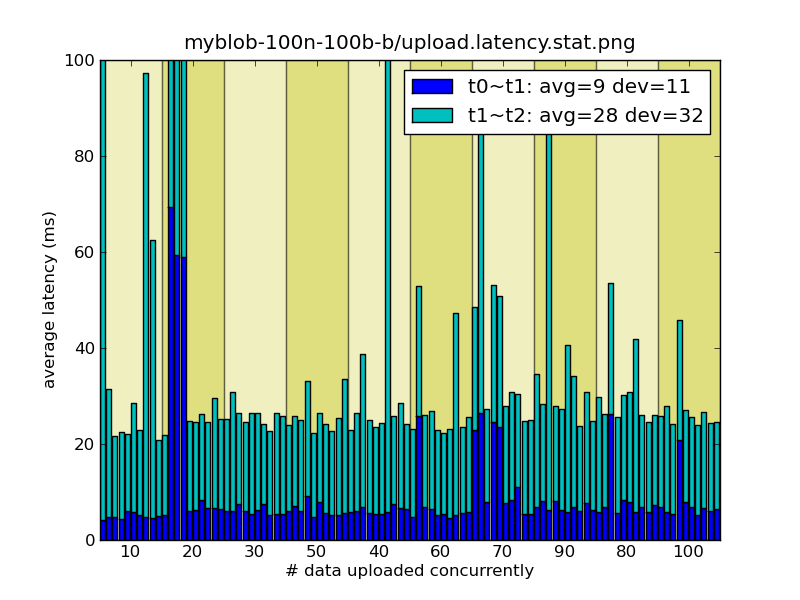 myblob-100n-100b-b/upload.latency.stat.png
t0~t1: avg=9 dev=11
t1~t2: avg=28 dev=32
100
80
60
40
20
0
average latency (ms)
10 20 30 50 40 60 70 90 80 100
# data uploaded concurrently